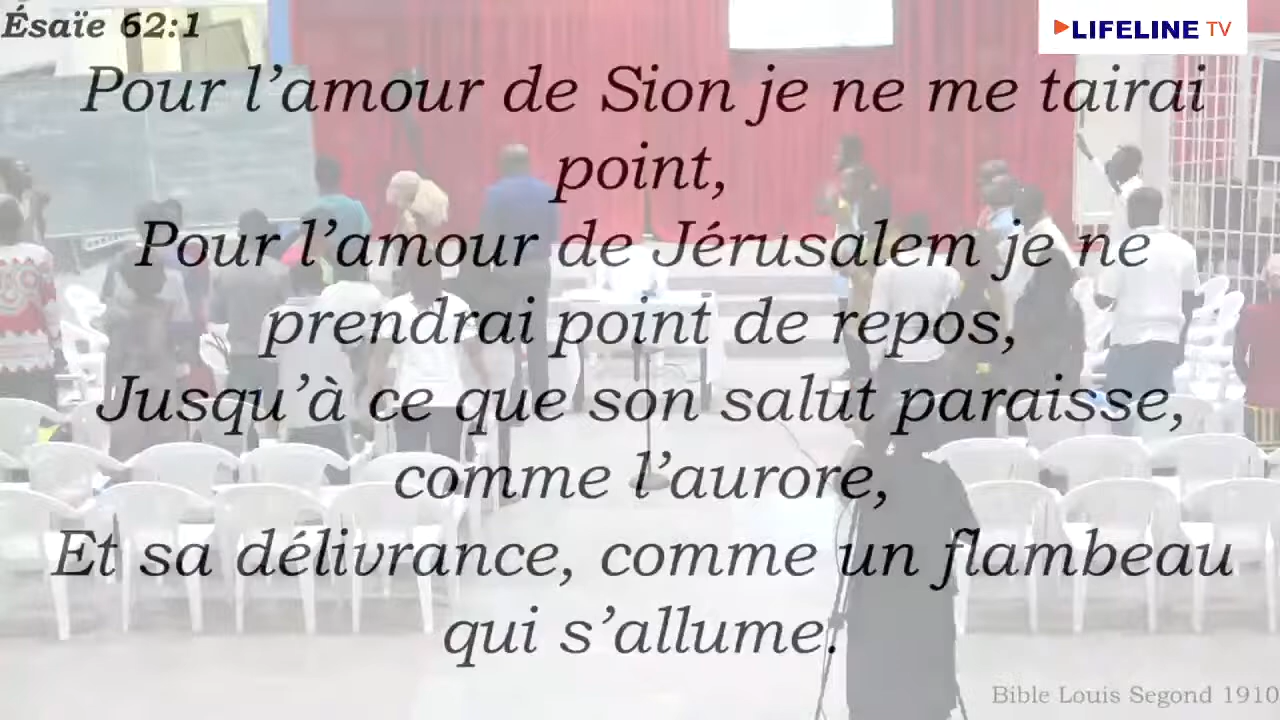 Ésaïe 62:1
LIFELINE TV
Pour l’amour de Sion je ne me tairai
point,
Pour l’amour de Jérusalem je ne
prendrai point de repos,
Jusqu’à ce que son salut paraisse,
comme l’aurore,
Et sa délivrance, comme un flambeau
qui s’allume.
Bible Louis Segond 1910